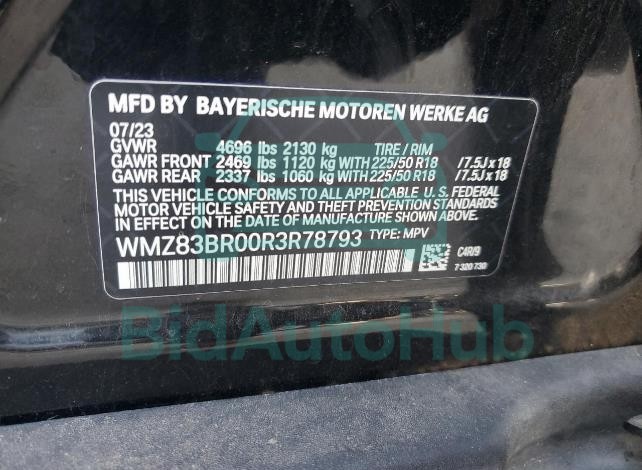 MFD BY BAYERISCHE MOTOREN WERKE AG
07/23
GVWR 4696 lbs 2130 kg TIRE / RIM
GAWR FRONT 2469 lbs 1120 kg WITH 225/50 R18 /7.5J x 18
GAWR REAR 2337 lbs 1060 kg WITH 225/50 R18 /7.5J x 18
THIS VEHICLE CONFORMS TO ALL APPLICABLE U. S. FEDERAL
MOTOR VEHICLE SAFETY AND THEFT PREVENTION STANDARDS
IN EFFECT ON THE DATE OF MANUFACTURE SHOWN ABOVE.
WMZ83BR00R3R78793 TYPE: MPV
C4R/9
7 320 730
BidAutoHub